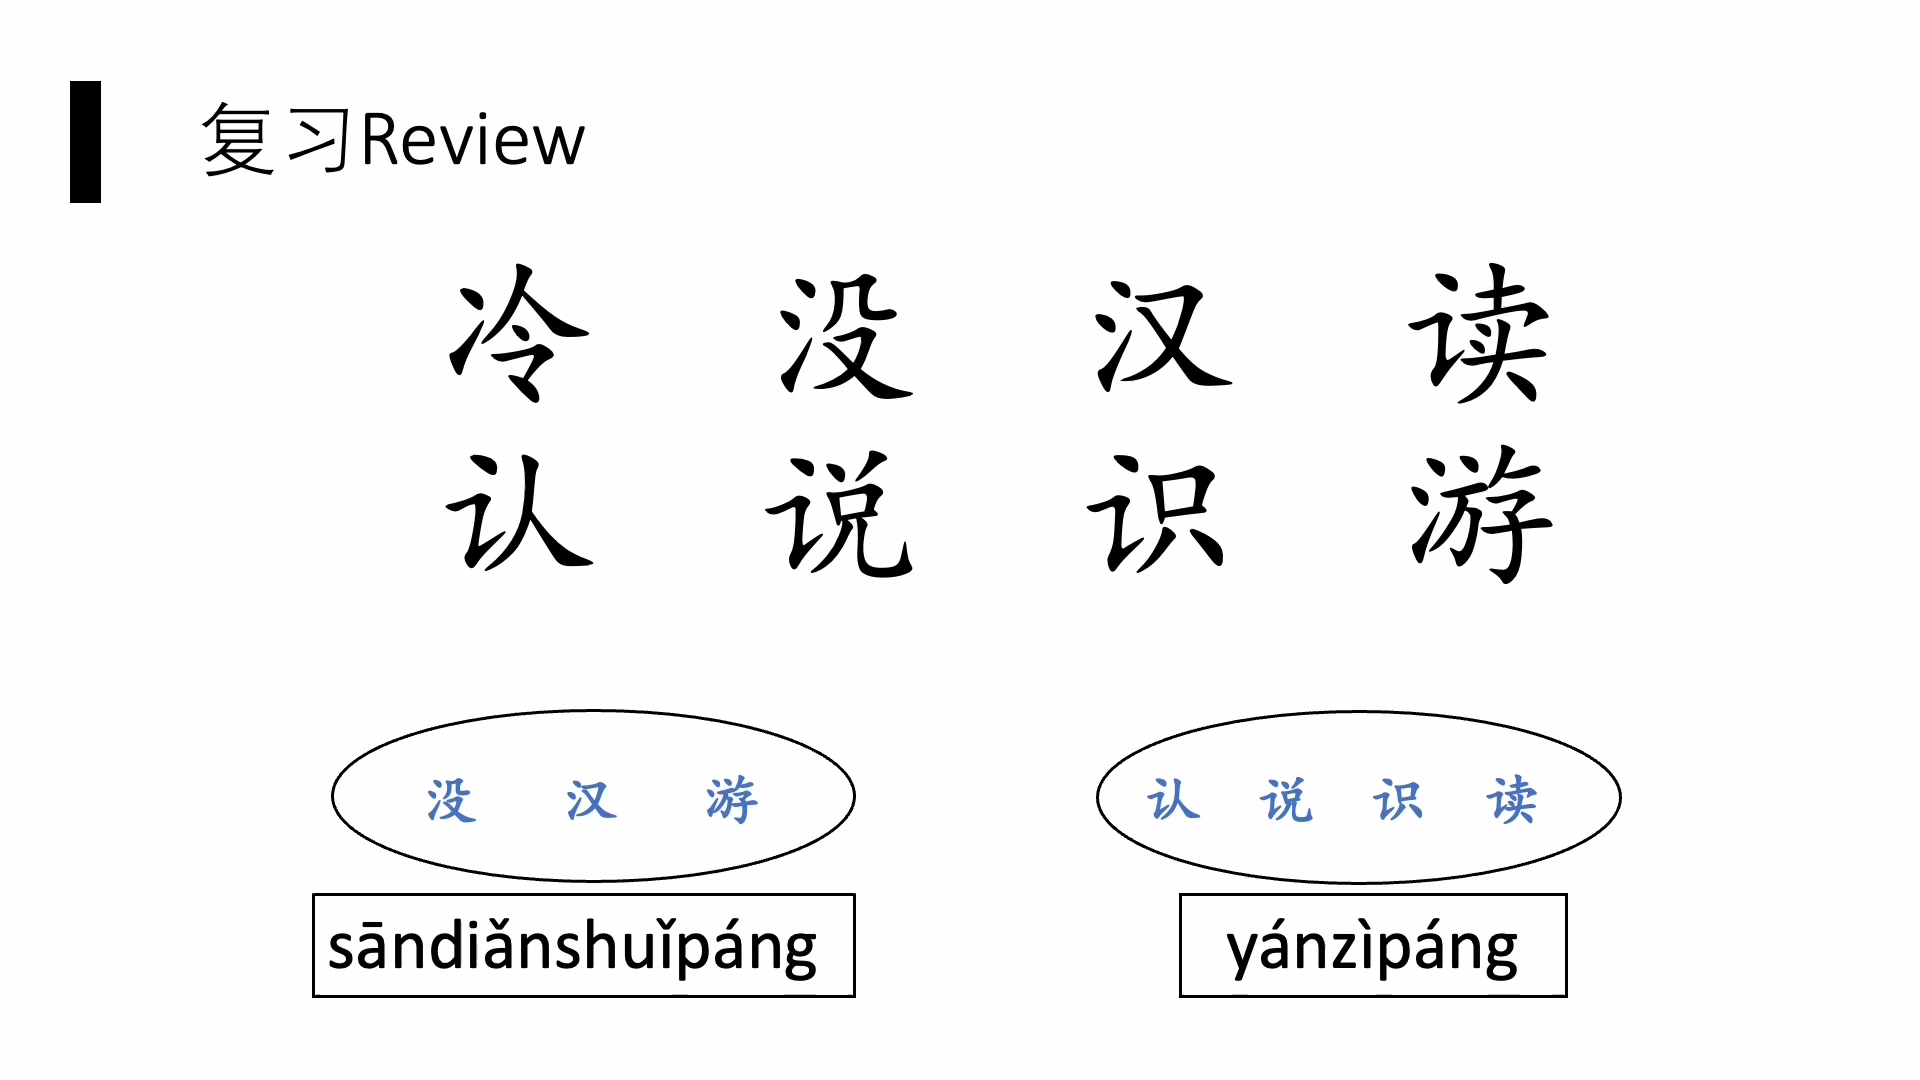 复习Review
冷 没 汉 读
认 说 识 游
没 汉 游
认 说 识 读
sāndiǎnshuǐpáng
yánzìpáng